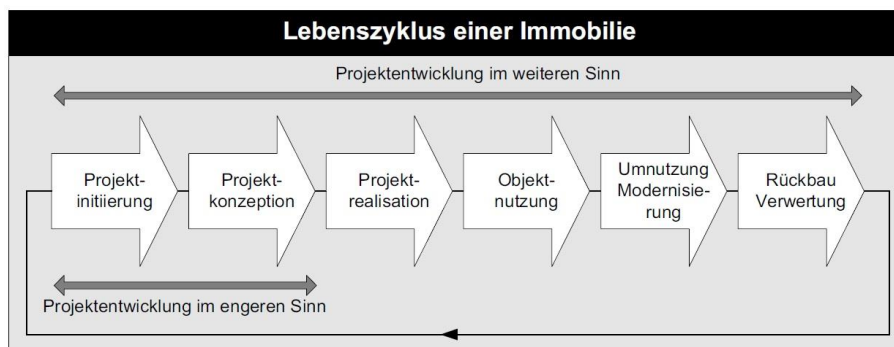 Lebenszyklus einer Immobilie
Projektentwicklung im weiteren Sinn
Projekt-
initiierung
Projekt-
konzeption
Projekt-
realisation
Objekt-
nutzung
Umnutzung
Modernisie-
rung
Rückbau
Verwertung
Projektentwicklung im engeren Sinn